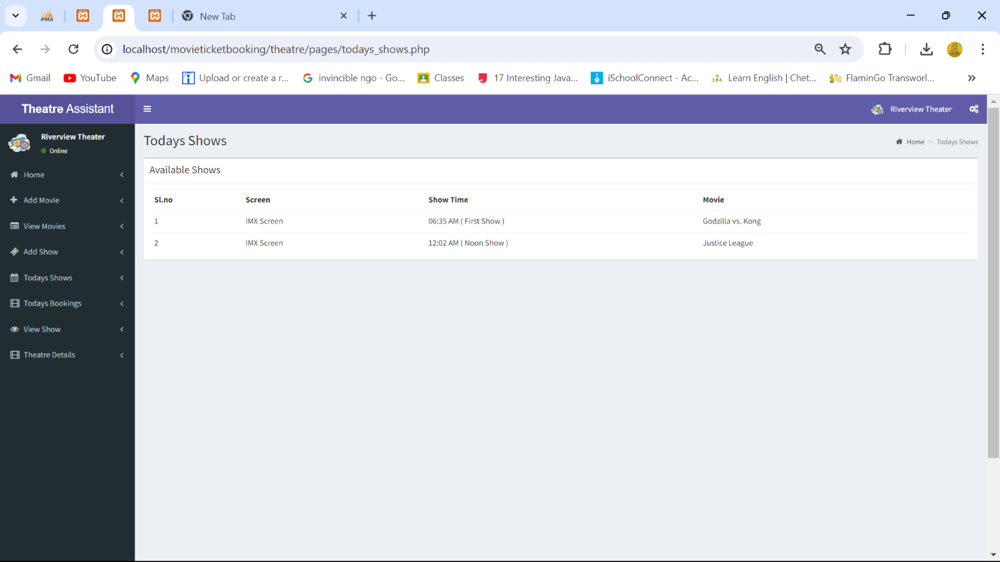 PMA
New Tab
localhost/movieticketbooking/theatre/pages/todays_shows.php
Gmail YouTube Maps Upload or create a r... invincible ngo - Go... Classes 17 Interesting Java... iSchoolConnect - Ac... Learn English | Chet... FlaminGo Transworl...
Theatre Assistant
Riverview Theater
Riverview Theater
Online
Todays Shows
Home > Todays Shows
Home
Add Movie
View Movies
Add Show
Todays Shows
Todays Bookings
View Show
Theatre Details
Available Shows
Sl.no Screen Show Time Movie
1 IMX Screen 06:35 AM ( First Show ) Godzilla vs. Kong
2 IMX Screen 12:02 AM ( Noon Show ) Justice League